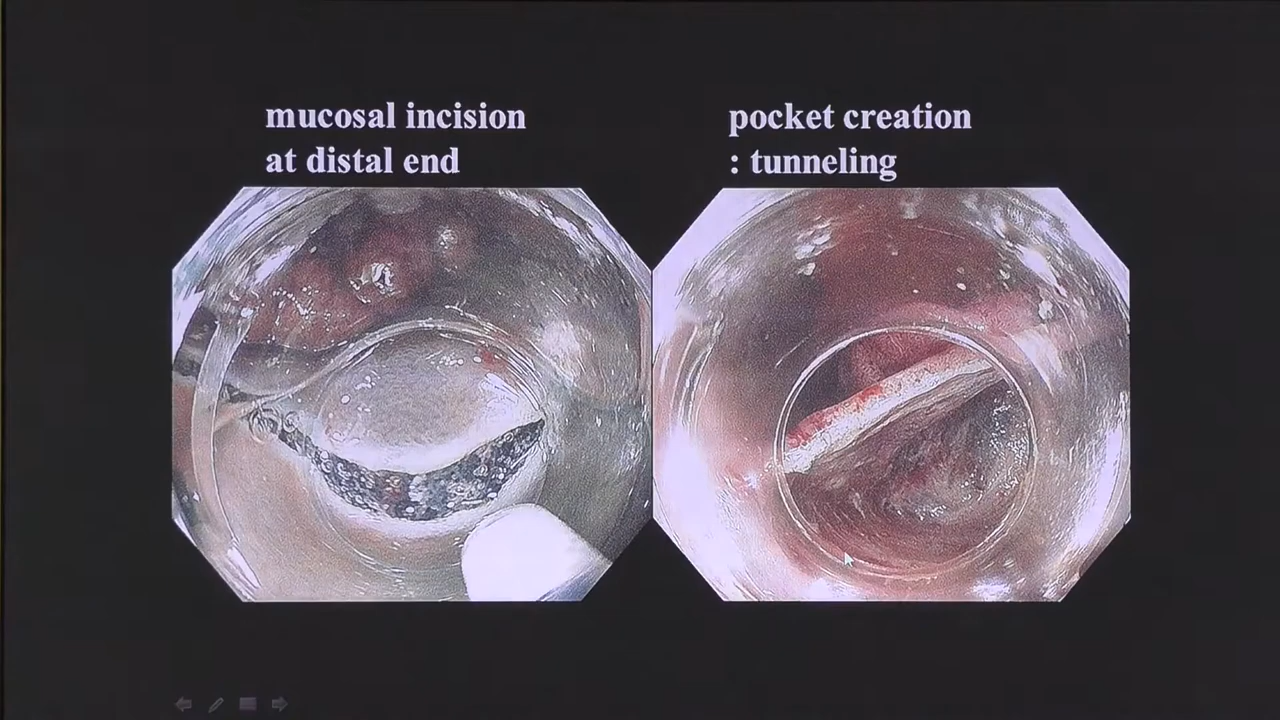 mucosal incision
at distal end
pocket creation
: tunneling